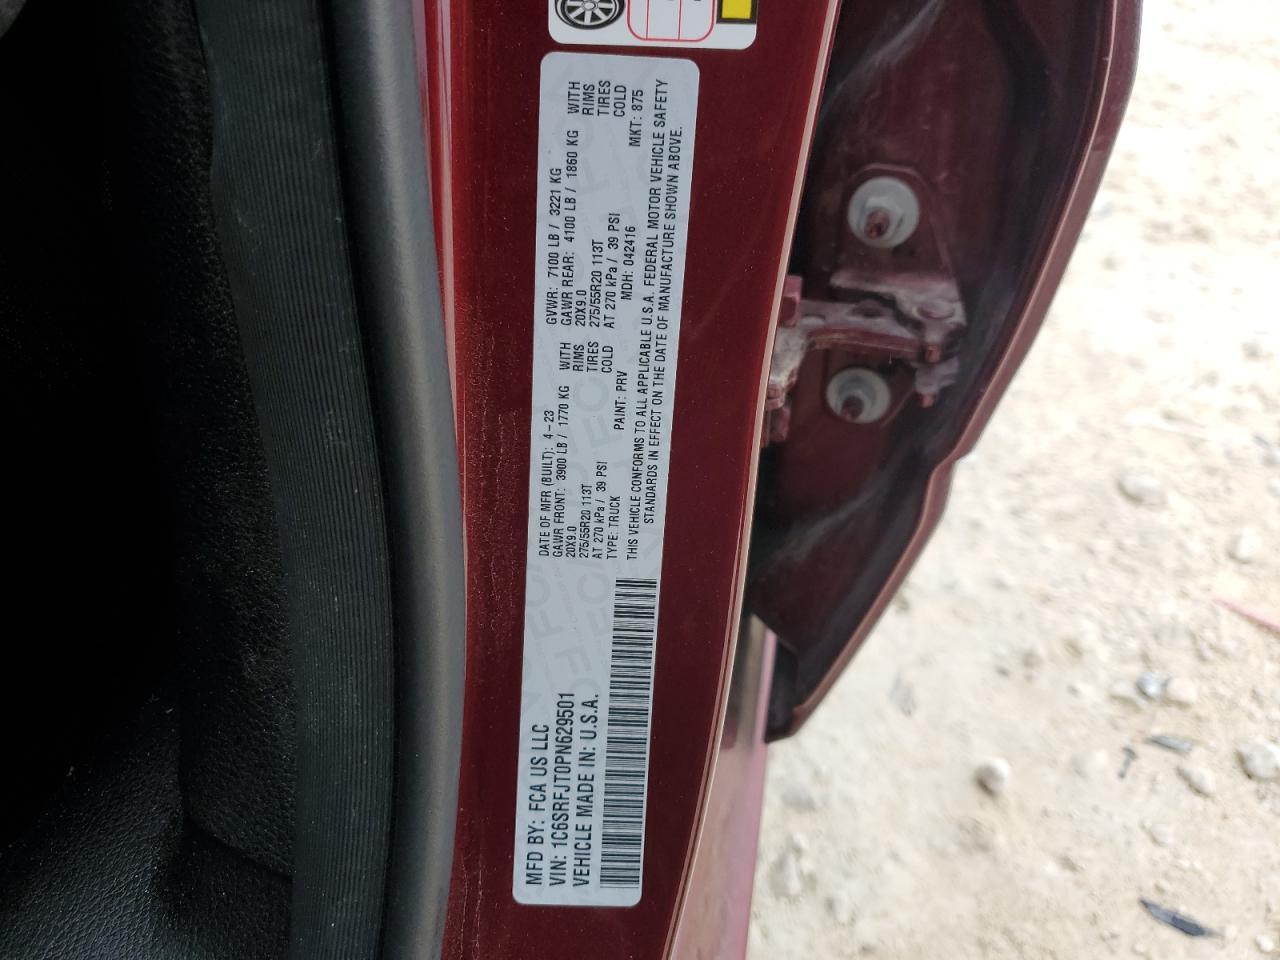 MFD BY: FCA US LLC
VIN: 1C6SRFJT0PN629501
VEHICLE MADE IN: U.S.A.
DATE OF MFR (BUILT): 4-23 GVWR: 7100 LB / 3221 KG
GAWR FRONT: 3900 LB / 1770 KG WITH GAWR REAR: 4100 LB / 1860 KG WITH
20X9.0 RIMS 20X9.0 RIMS
275/55R20 113T TIRES 275/55R20 113T TIRES
AT 270 kPa / 39 PSI COLD AT 270 kPa / 39 PSI COLD
TYPE: TRUCK PAINT: PRV MDH: 042416 MKT: 875
THIS VEHICLE CONFORMS TO ALL APPLICABLE U.S.A. FEDERAL MOTOR VEHICLE SAFETY
STANDARDS IN EFFECT ON THE DATE OF MANUFACTURE SHOWN ABOVE.